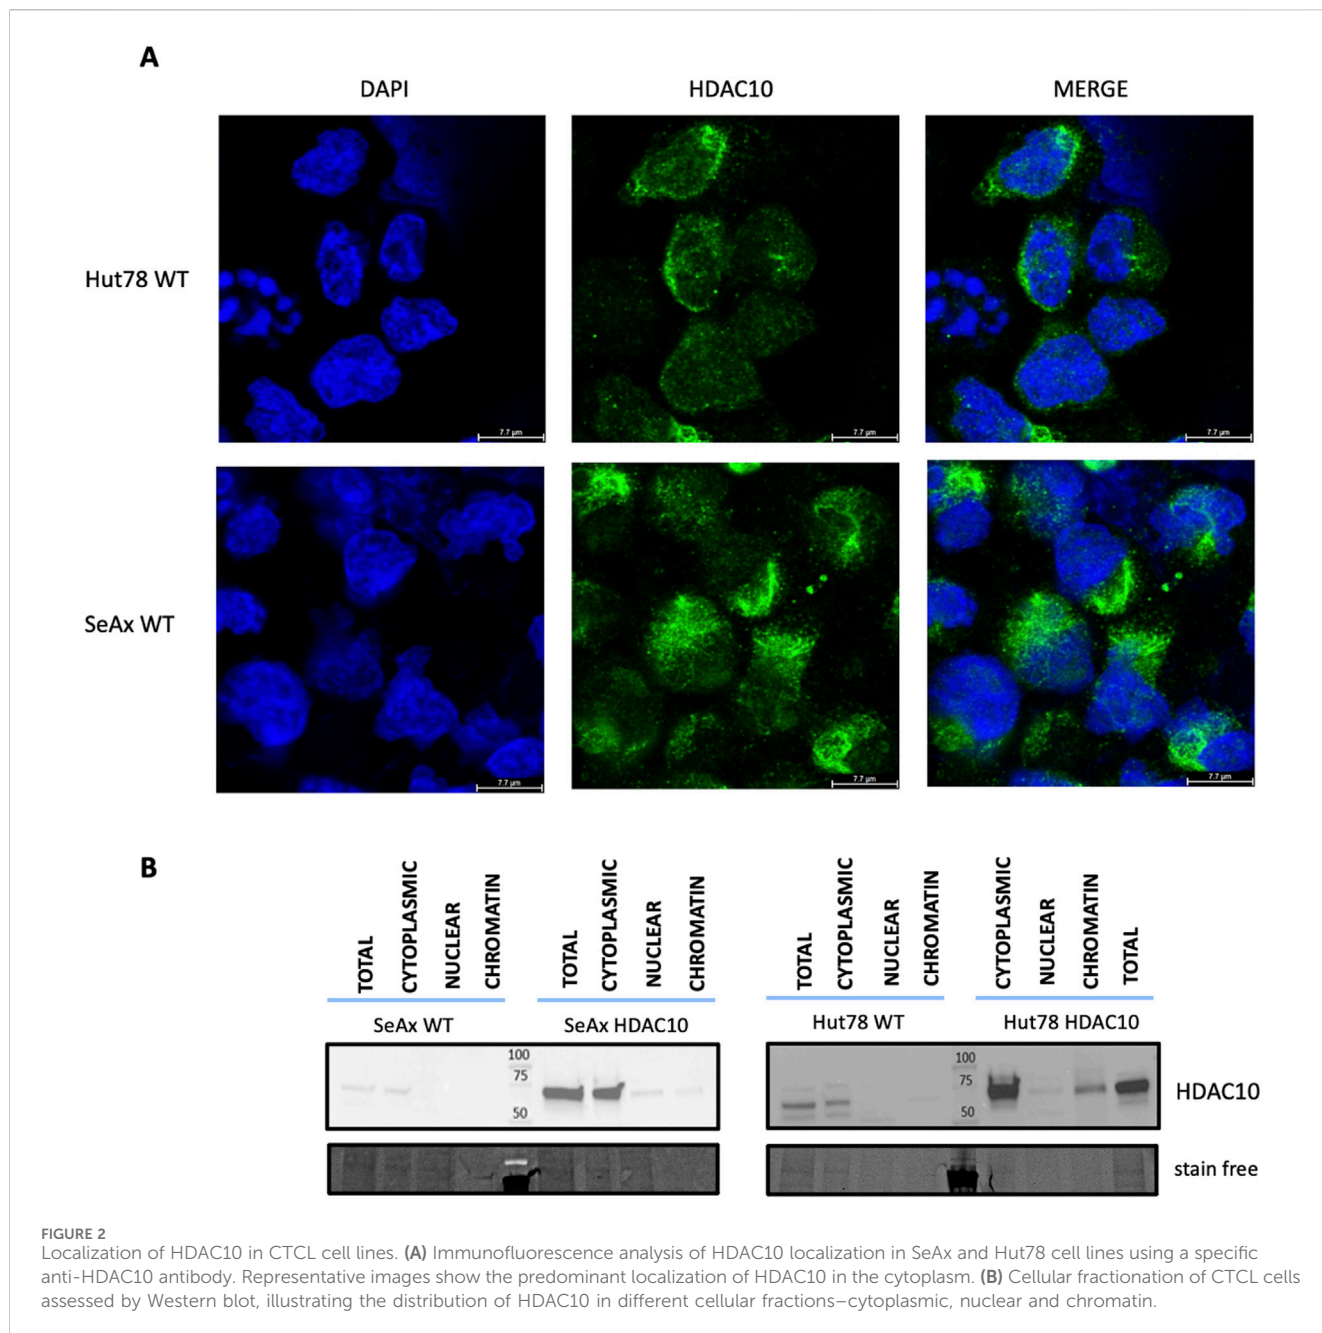 A
DAPI
HDAC10
MERGE
Hut78 WT
7.7 µm
7.7 µm
7.7 µm
SeAx WT
7.7 µm
7.7 µm
7.7 µm
B
TOTAL
CYTOPLASMIC
NUCLEAR
CHROMATIN
TOTAL
CYTOPLASMIC
NUCLEAR
CHROMATIN
TOTAL
CYTOPLASMIC
NUCLEAR
CHROMATIN
CYTOPLASMIC
NUCLEAR
CHROMATIN
TOTAL
SeAx WT
SeAx HDAC10
Hut78 WT
Hut78 HDAC10
100
75
50
100
75
50
HDAC10
stain free
FIGURE 2
Localization of HDAC10 in CTCL cell lines. (A) Immunofluorescence analysis of HDAC10 localization in SeAx and Hut78 cell lines using a specific
anti-HDAC10 antibody. Representative images show the predominant localization of HDAC10 in the cytoplasm. (B) Cellular fractionation of CTCL cells
assessed by Western blot, illustrating the distribution of HDAC10 in different cellular fractions–cytoplasmic, nuclear and chromatin.